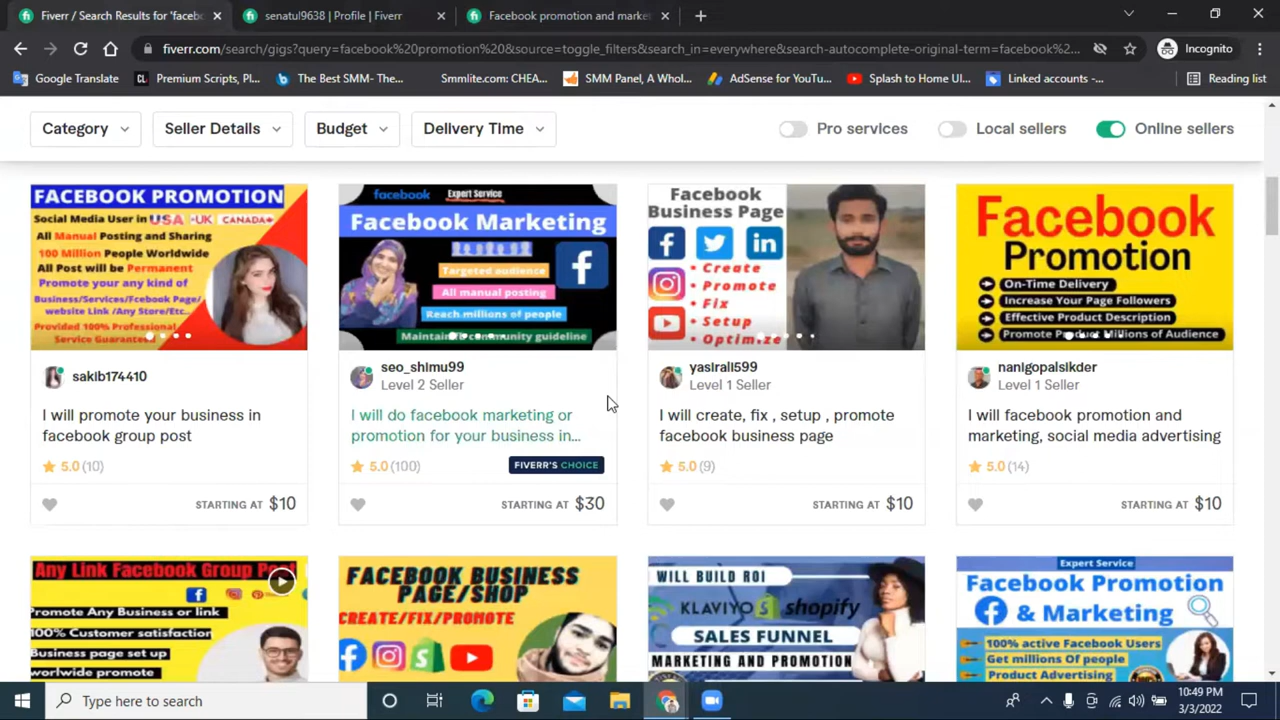 Fiverr / Search Results for 'facebo
senatul9638 | Profile | Fiverr
Facebook promotion and marke
fiverr.com/search/gigs?query=facebook%20promotion%20&source=toggle_filters&search_in=everywhere&search-autocomplete-original-term=facebook%2...
Incognito
Google Translate
Premium Scripts, Pl...
The Best SMM- The...
Smmlite.com: CHEA...
SMM Panel, A Whol...
AdSense for YouTu...
Splash to Home UI...
Linked accounts -...
Reading list
Category
Seller Details
Budget
Delivery Time
Pro services
Local sellers
Online sellers
FACEBOOK PROMOTION
Social Media User in USA UK CANADA
All Manual Posting and Sharing
100 Million People Worldwide
All Post will be Permanent
Promote your any kind of
Business/Services/Fcebook Page/
website Link /Any Store/Etc..
Provided 100% Professional
Service Guarantee
sakib174410
I will promote your business in
facebook group post
5.0 (10)
STARTING AT $10
facebook Expert Service
Facebook Marketing
Targeted audience
All manual posting
Reach millions of people
Maintain community guideline
seo_shimu99
Level 2 Seller
I will do facebook marketing or
promotion for your business in...
5.0 (100)
FIVERR'S CHOICE
STARTING AT $30
Facebook
Business Page
• Create
• Promote
• Fix
• Setup
• Optimize
yasirali599
Level 1 Seller
I will create, fix , setup , promote
facebook business page
5.0 (9)
STARTING AT $10
Facebook
Promotion
On-Time Delivery
Increase Your Page Followers
Effective Product Description
Promote Product Millions of Audience
nanigopalsikder
Level 1 Seller
I will facebook promotion and
marketing, social media advertising
5.0 (14)
STARTING AT $10
Any Link Facebook Group Post
Promote Any Business or link
100% Customer satisfaction
Business page set up
worlwide promote
FACEBOOK BUSINESS
PAGE/SHOP
CREATE/FIX/PROMOTE
WILL BUILD ROI
KLAVIYO shopify
SALES FUNNEL
MARKETING AND PROMOTION
Expert Service
Facebook Promotion
& Marketing
100% active Facebook Users
Get millions Of people
Product Advertising
Type here to search
10:49 PM
3/3/2022